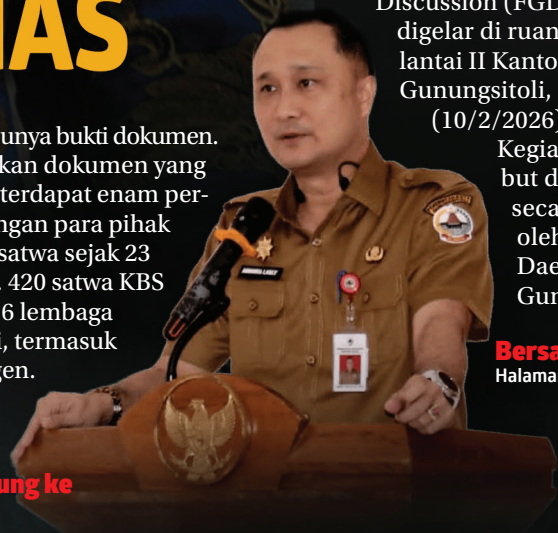 IAS
unya bukti dokumen.
kan dokumen yang
terdapat enam per-
ngan para pihak
satwa sejak 23
. 420 satwa KBS
6 lembaga
i, termasuk
gen.
ung ke
Discussion (FGD
digelar di ruan
lantai II Kanto
Gunungsitoli,
(10/2/2026)
Kegia
but d
seca
oleh
Dae
Gun
Bersa
Halama